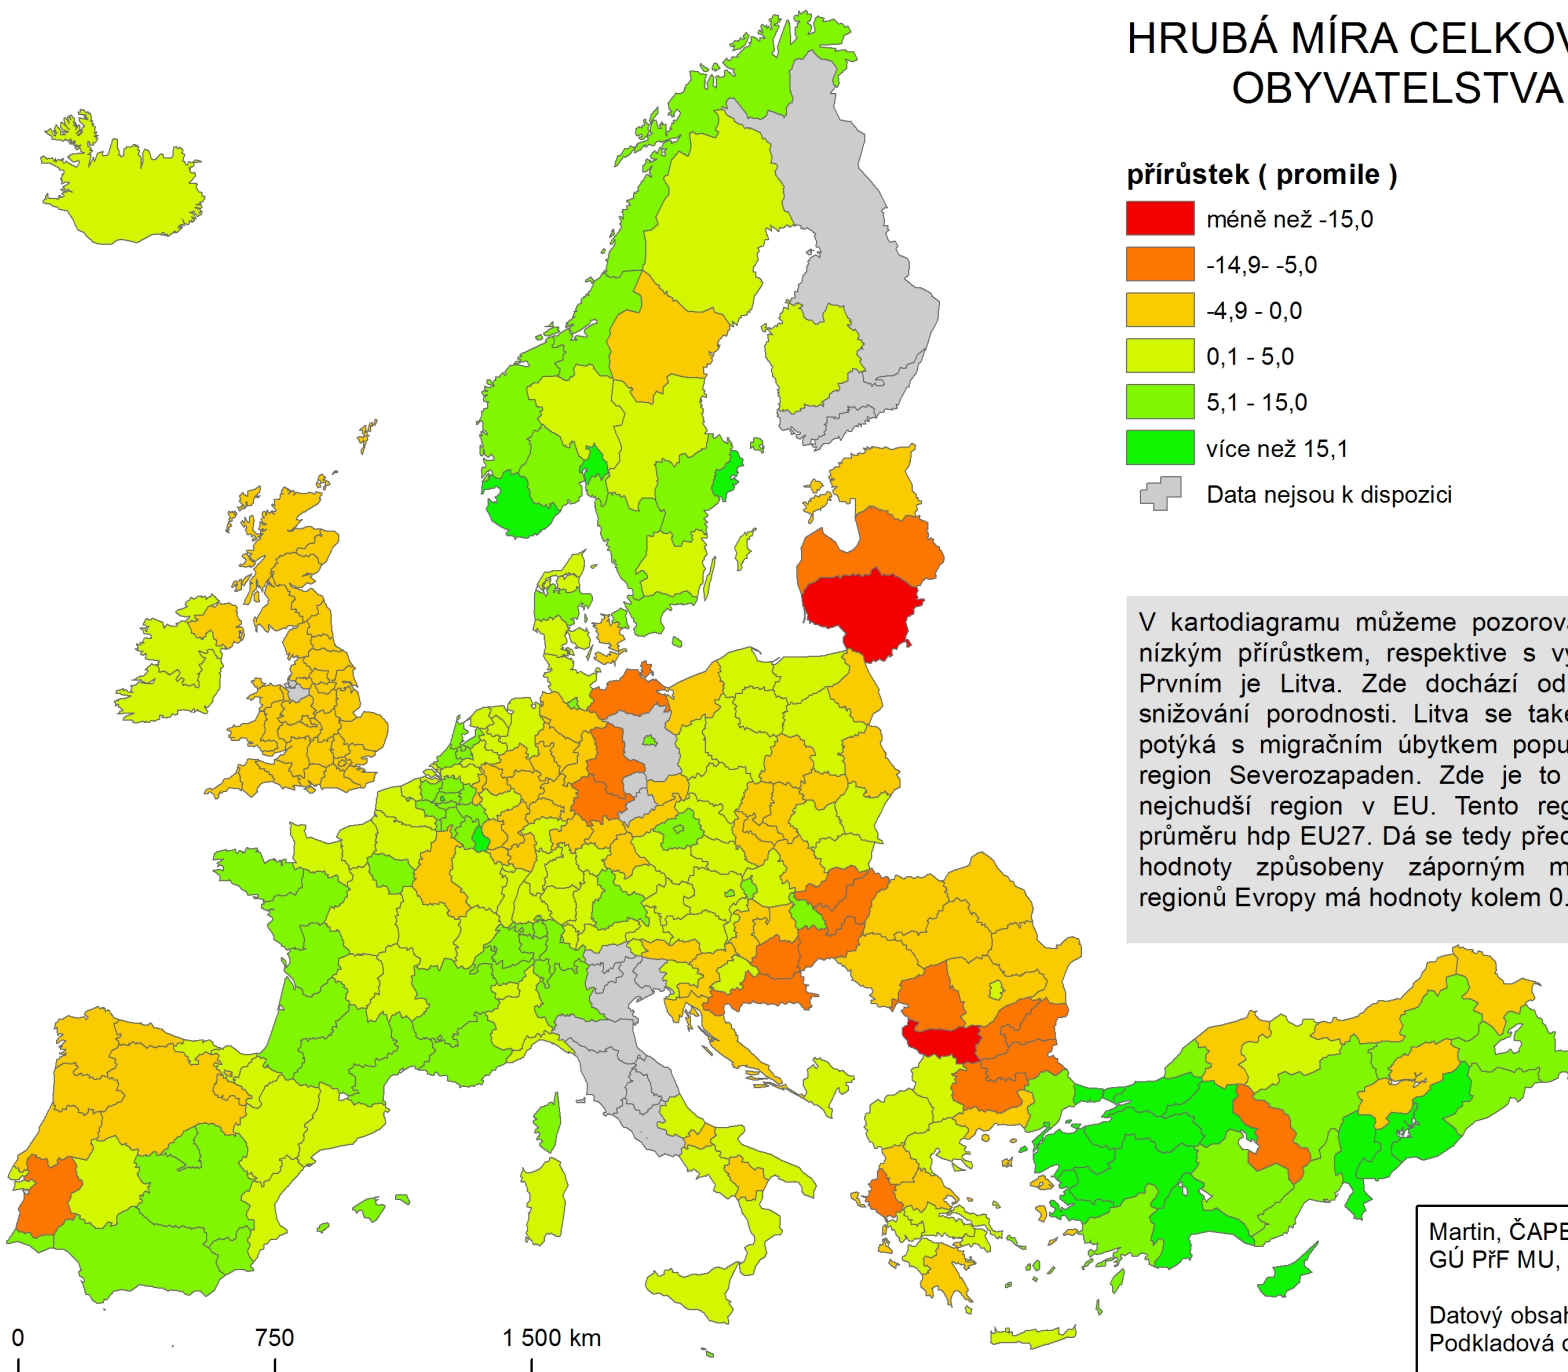 HRUBÁ MÍRA CELKOV
OBYVATELSTVA
přírůstek ( promile )
méně než -15,0
-14,9- -5,0
-4,9 - 0,0
0,1 - 5,0
5,1 - 15,0
více než 15,1
Data nejsou k dispozici
V kartodiagramu můžeme pozorova
nízkým přírůstkem, respektive s vy
Prvním je Litva. Zde dochází od
snižování porodnosti. Litva se také
potýká s migračním úbytkem popu
region Severozapaden. Zde je to
nejchudší region v EU. Tento reg
průměru hdp EU27. Dá se tedy před
hodnoty způsobeny záporným m
regionů Evropy má hodnoty kolem 0.
Martin, ČAPE
GÚ PřF MU,
Datový obsah
Podkladová d
0 750 1 500 km